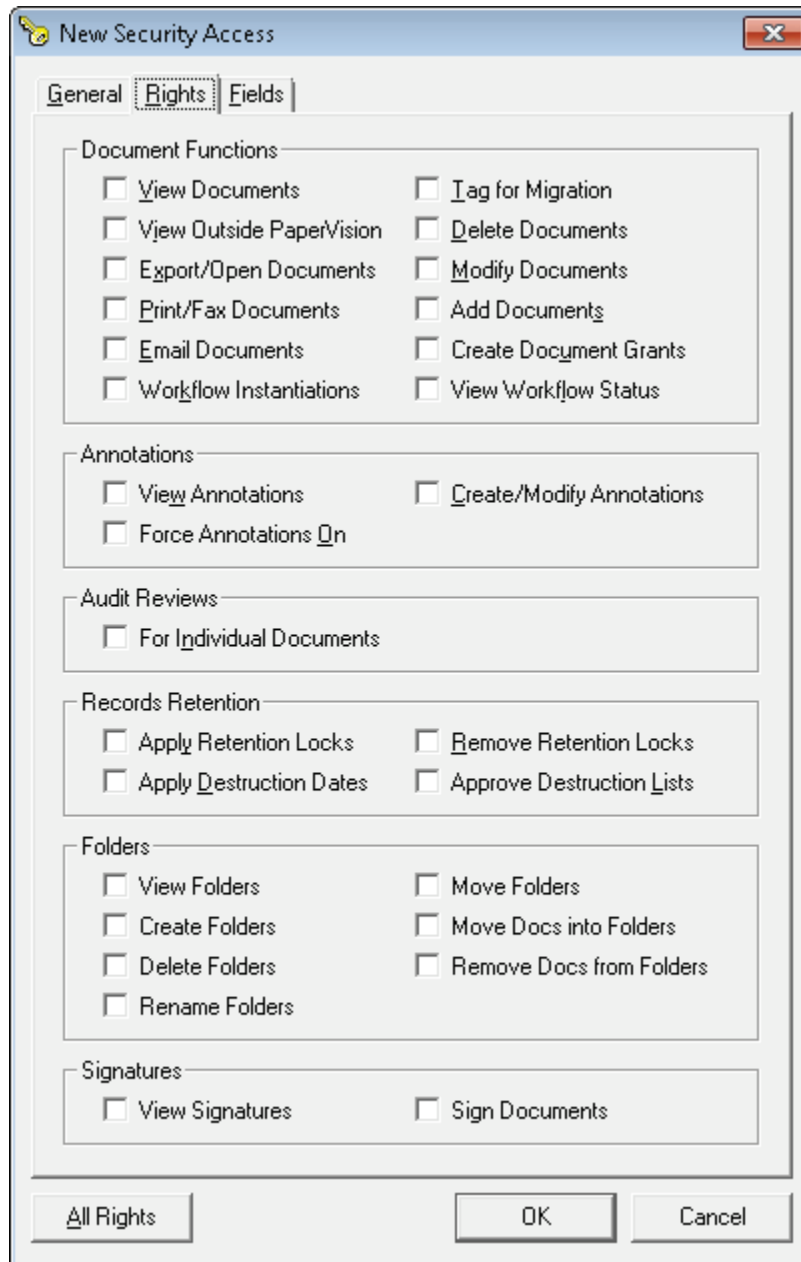 New Security Access
General Rights Fields
Document Functions
View Documents Tag for Migration
View Outside PaperVision Delete Documents
Export/Open Documents Modify Documents
Print/Fax Documents Add Documents
Email Documents Create Document Grants
Workflow Instantiations View Workflow Status
Annotations
View Annotations Create/Modify Annotations
Force Annotations On
Audit Reviews
For Individual Documents
Records Retention
Apply Retention Locks Remove Retention Locks
Apply Destruction Dates Approve Destruction Lists
Folders
View Folders Move Folders
Create Folders Move Docs into Folders
Delete Folders Remove Docs from Folders
Rename Folders
Signatures
View Signatures Sign Documents
All Rights OK Cancel